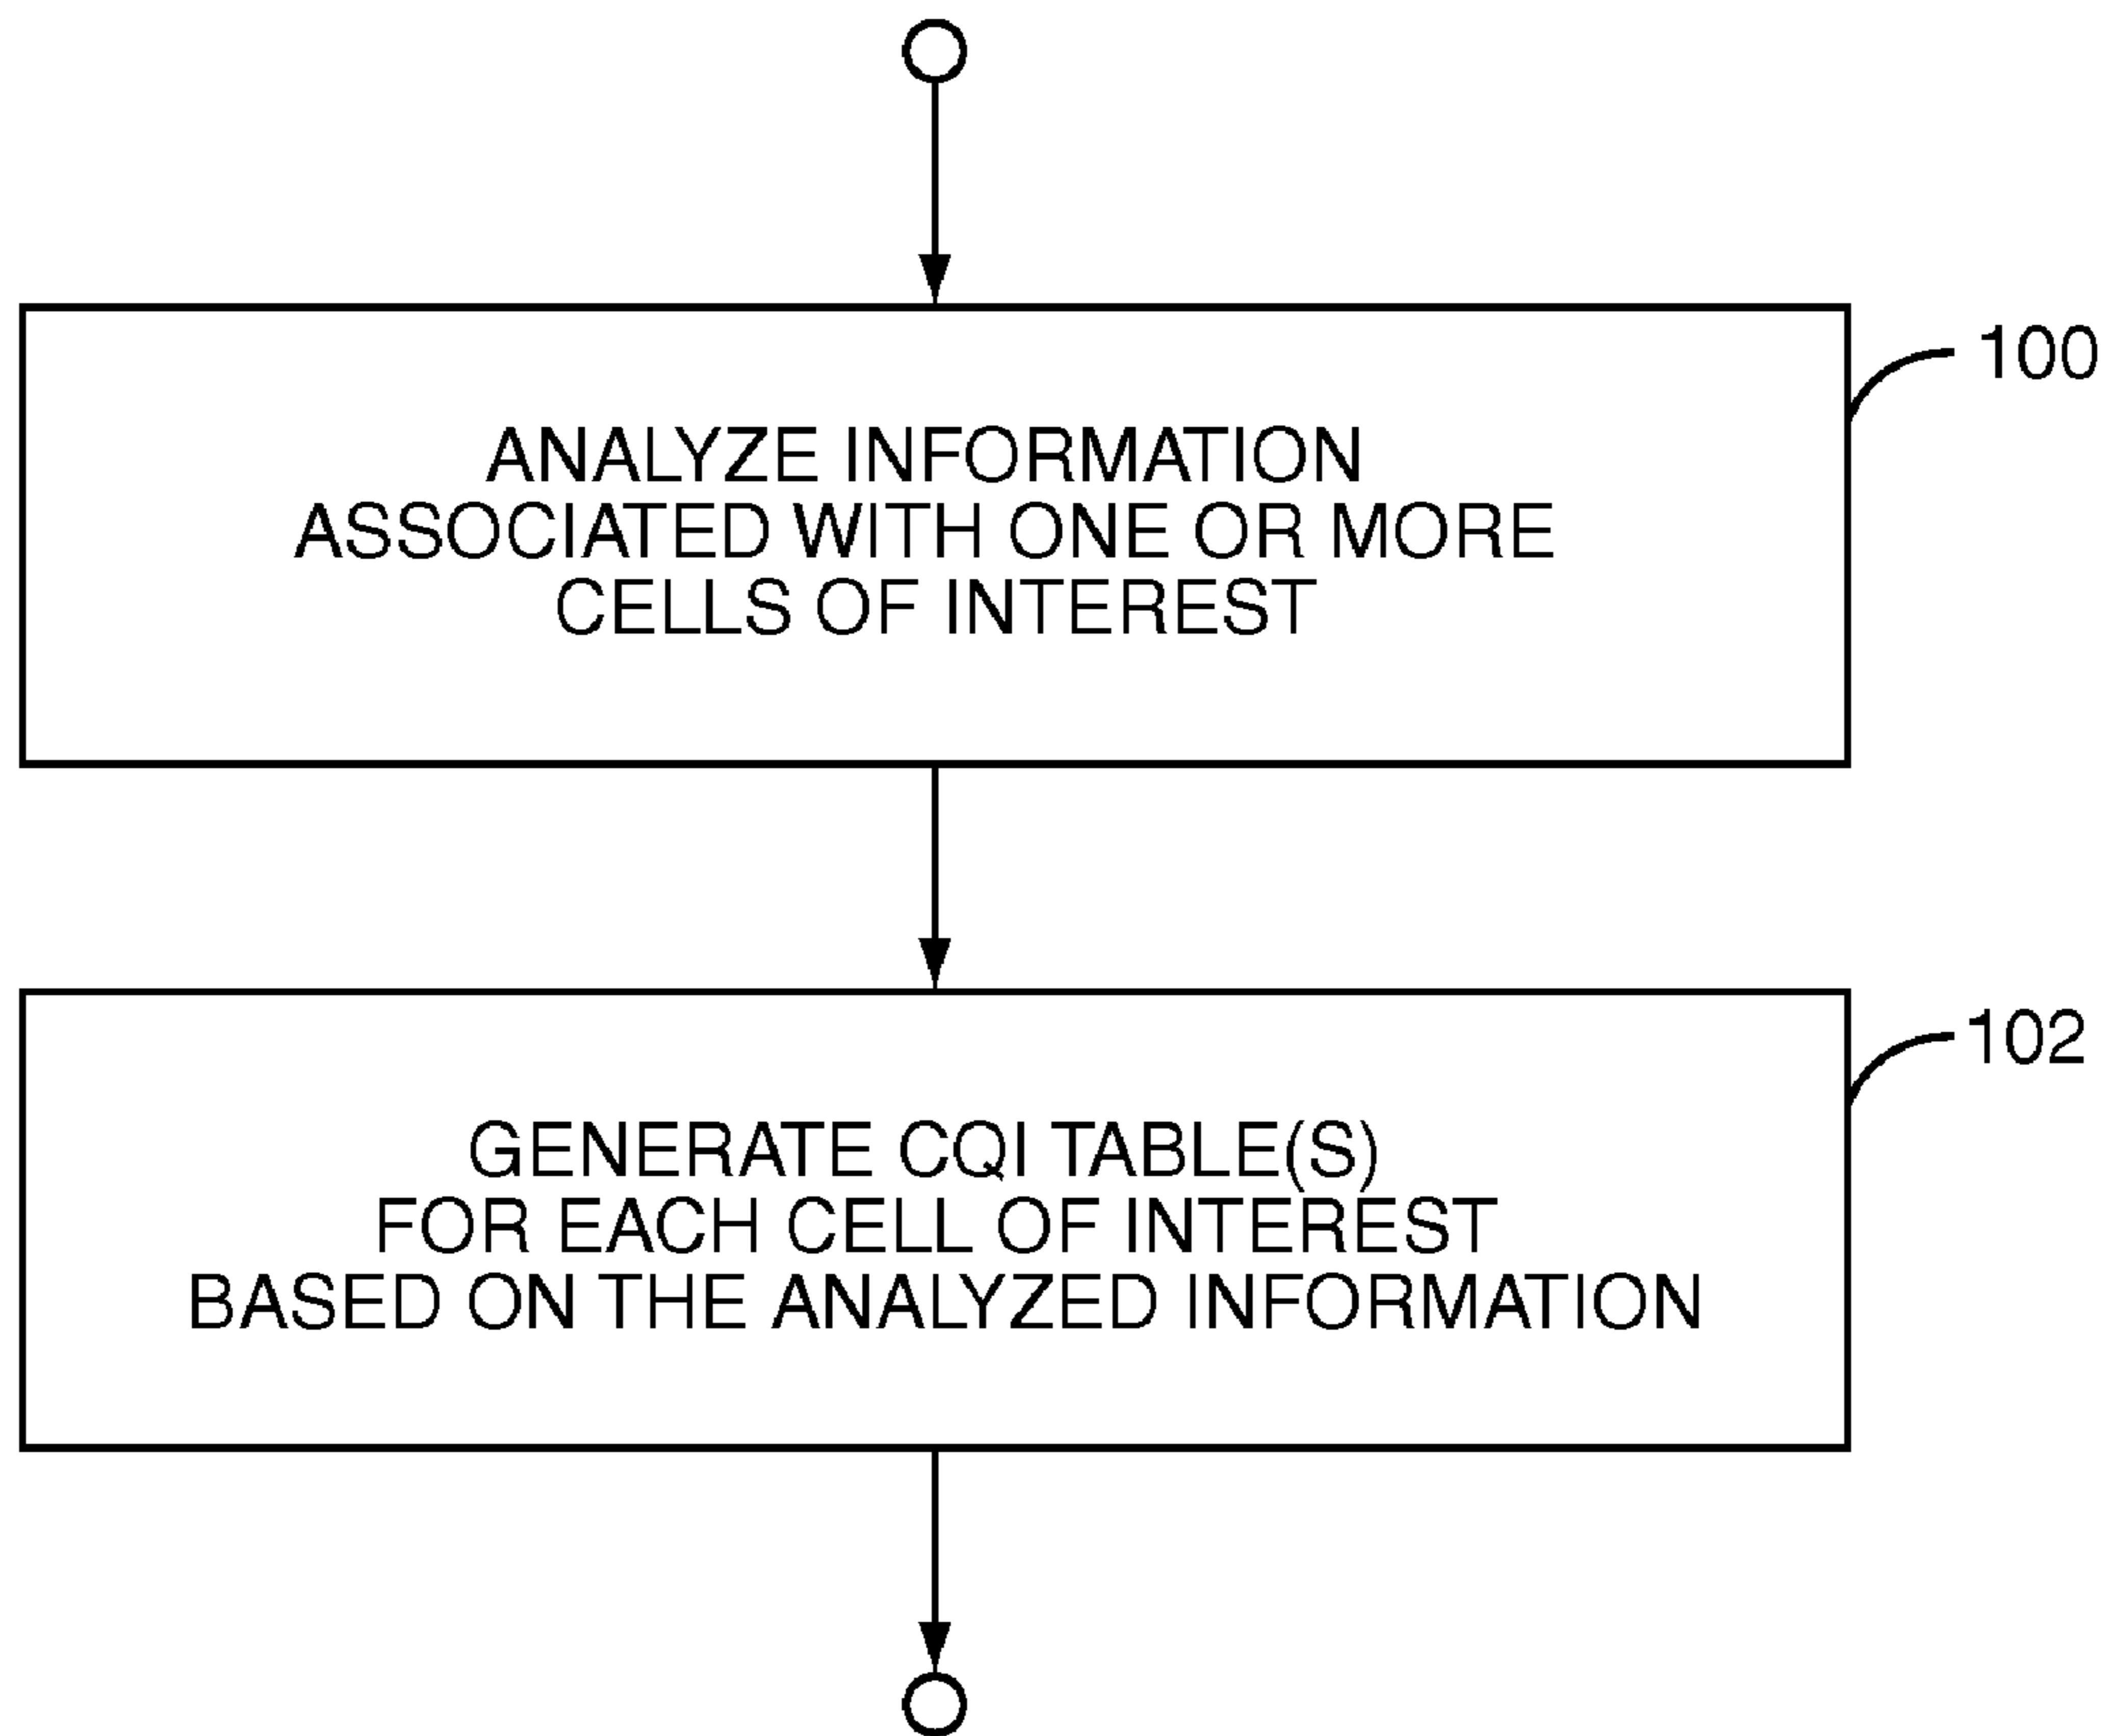 100
ANALYZE INFORMATION
ASSOCIATED WITH ONE OR MORE
CELLS OF INTEREST
102
GENERATE CQI TABLE(S)
FOR EACH CELL OF INTEREST
BASED ON THE ANALYZED INFORMATION